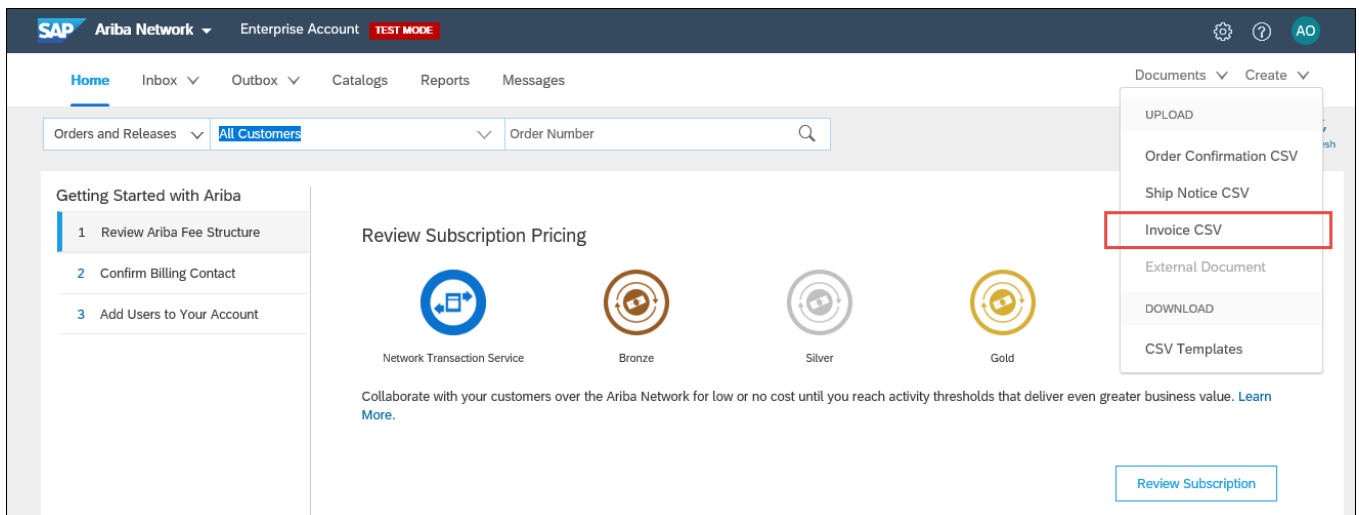 SAP Ariba Network Enterprise Account TEST MODE AO
Home Inbox Outbox Catalogs Reports Messages Documents Create
Orders and Releases All Customers Order Number
UPLOAD
Order Confirmation CSV
Ship Notice CSV
Invoice CSV
External Document
DOWNLOAD
CSV Templates
Getting Started with Ariba
1 Review Ariba Fee Structure
2 Confirm Billing Contact
3 Add Users to Your Account
Review Subscription Pricing
Network Transaction Service Bronze Silver Gold
Collaborate with your customers over the Ariba Network for low or no cost until you reach activity thresholds that deliver even greater business value. Learn
More.
Review Subscription